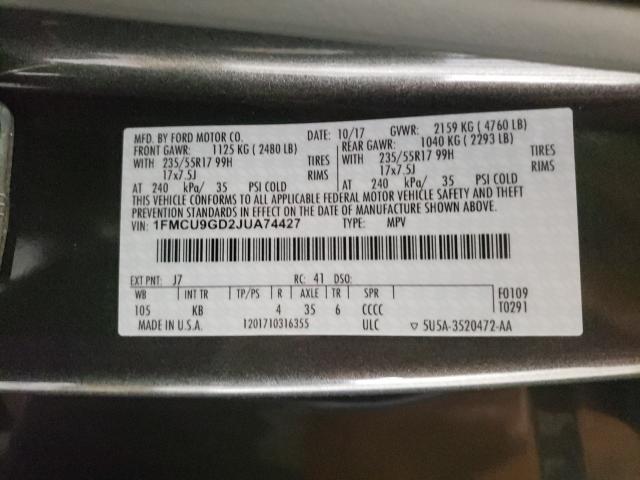 MFD. BY FORD MOTOR CO. DATE: 10/17 GVWR: 2159 KG ( 4760 LB)
FRONT GAWR: 1125 KG ( 2480 LB) REAR GAWR: 1040 KG ( 2293 LB)
WITH 235/55R17 99H TIRES WITH 235/55R17 99H TIRES
17x7.5J RIMS 17x7.5J RIMS
AT 240 kPa/ 35 PSI COLD AT 240 kPa/ 35 PSI COLD
THIS VEHICLE CONFORMS TO ALL APPLICABLE FEDERAL MOTOR VEHICLE SAFETY AND THEFT
PREVENTION STANDARDS IN EFFECT ON THE DATE OF MANUFACTURE SHOWN ABOVE.
VIN: 1FMCU9GD2JUA74427 TYPE: MPV
EXT PNT: J7 RC: 41 DSO:
WB INT TR TP/PS R AXLE TR SPR F0109
105 KB 4 35 6 CCCC T0291
MADE IN U.S.A. 1201710316355 ULC ▽ 5U5A-3520472-AA